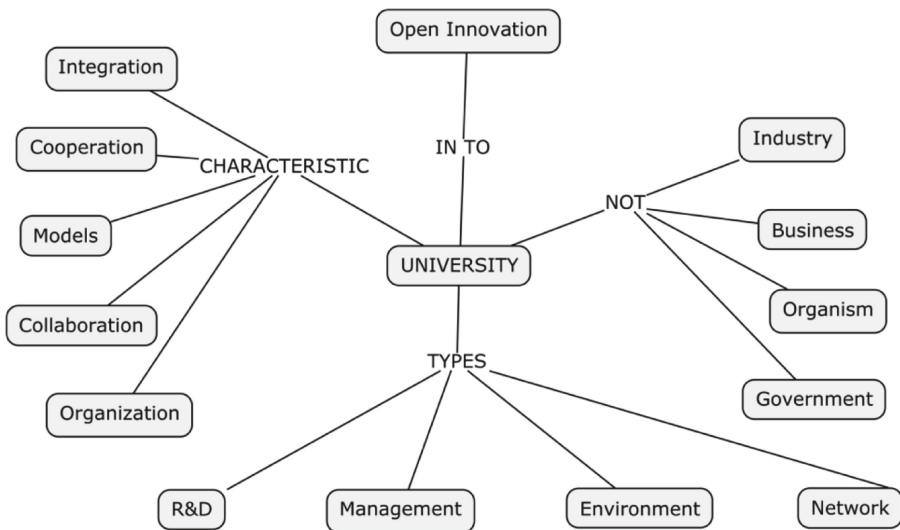 Open Innovation
Integration
Cooperation
CHARACTERISTIC
Models
Collaboration
Organization
IN TO
Industry
NOT
Business
Organism
Government
UNIVERSITY
TYPES
R&D
Management
Environment
Network